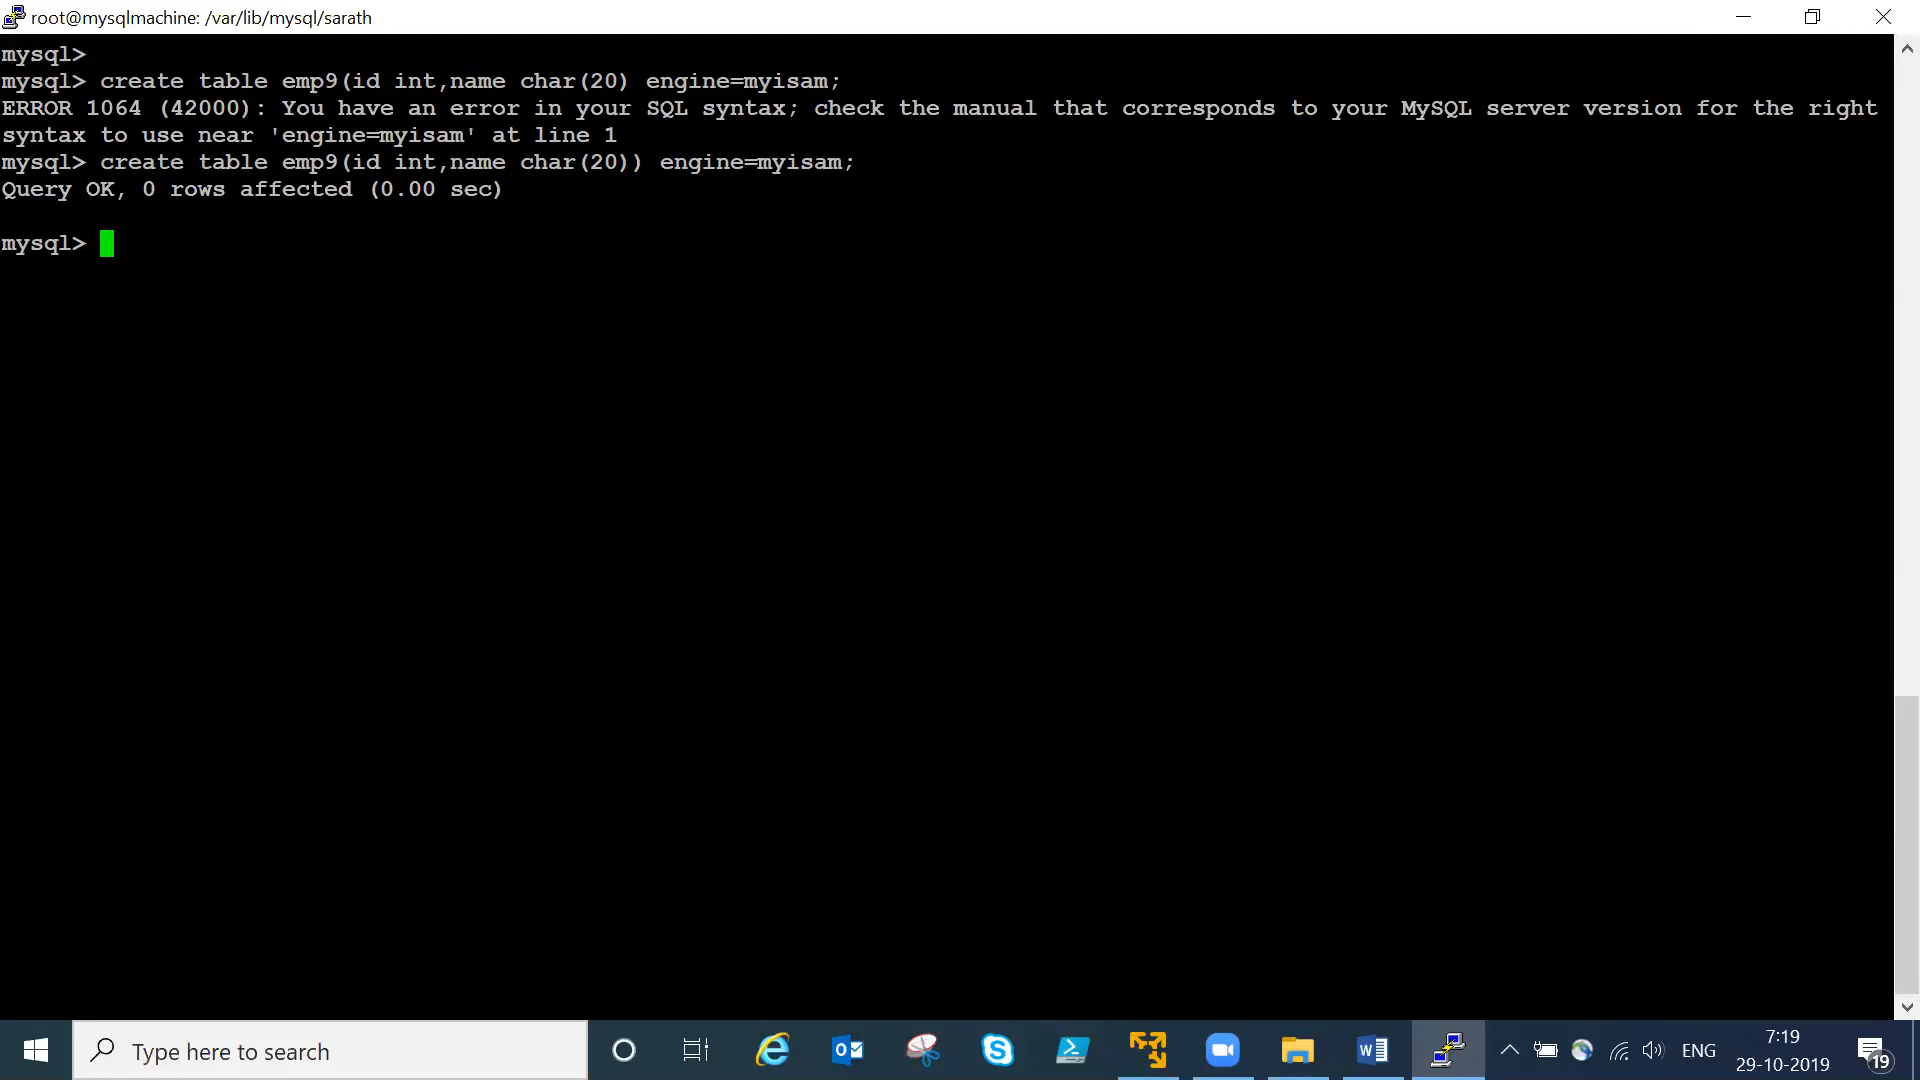 root@mysqlmachine: /var/lib/mysql/sarath
mysql>
mysql> create table emp9(id int,name char(20) engine=myisam;
ERROR 1064 (42000): You have an error in your SQL syntax; check the manual that corresponds to your MySQL server version for the right
syntax to use near 'engine=myisam' at line 1
mysql> create table emp9(id int,name char(20)) engine=myisam;
Query OK, 0 rows affected (0.00 sec)
mysql>
Type here to search
ENG
7:19
29-10-2019
19